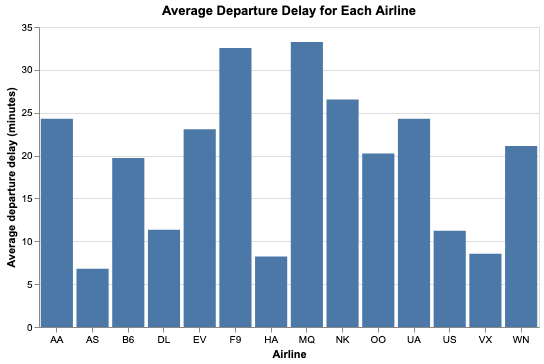 Average Departure Delay for Each Airline
35
30
25
20
15
10
5
0
Average departure delay (minutes)
AA AS B6 DL EV F9 HA MQ NK OO UA US VX WN
Airline